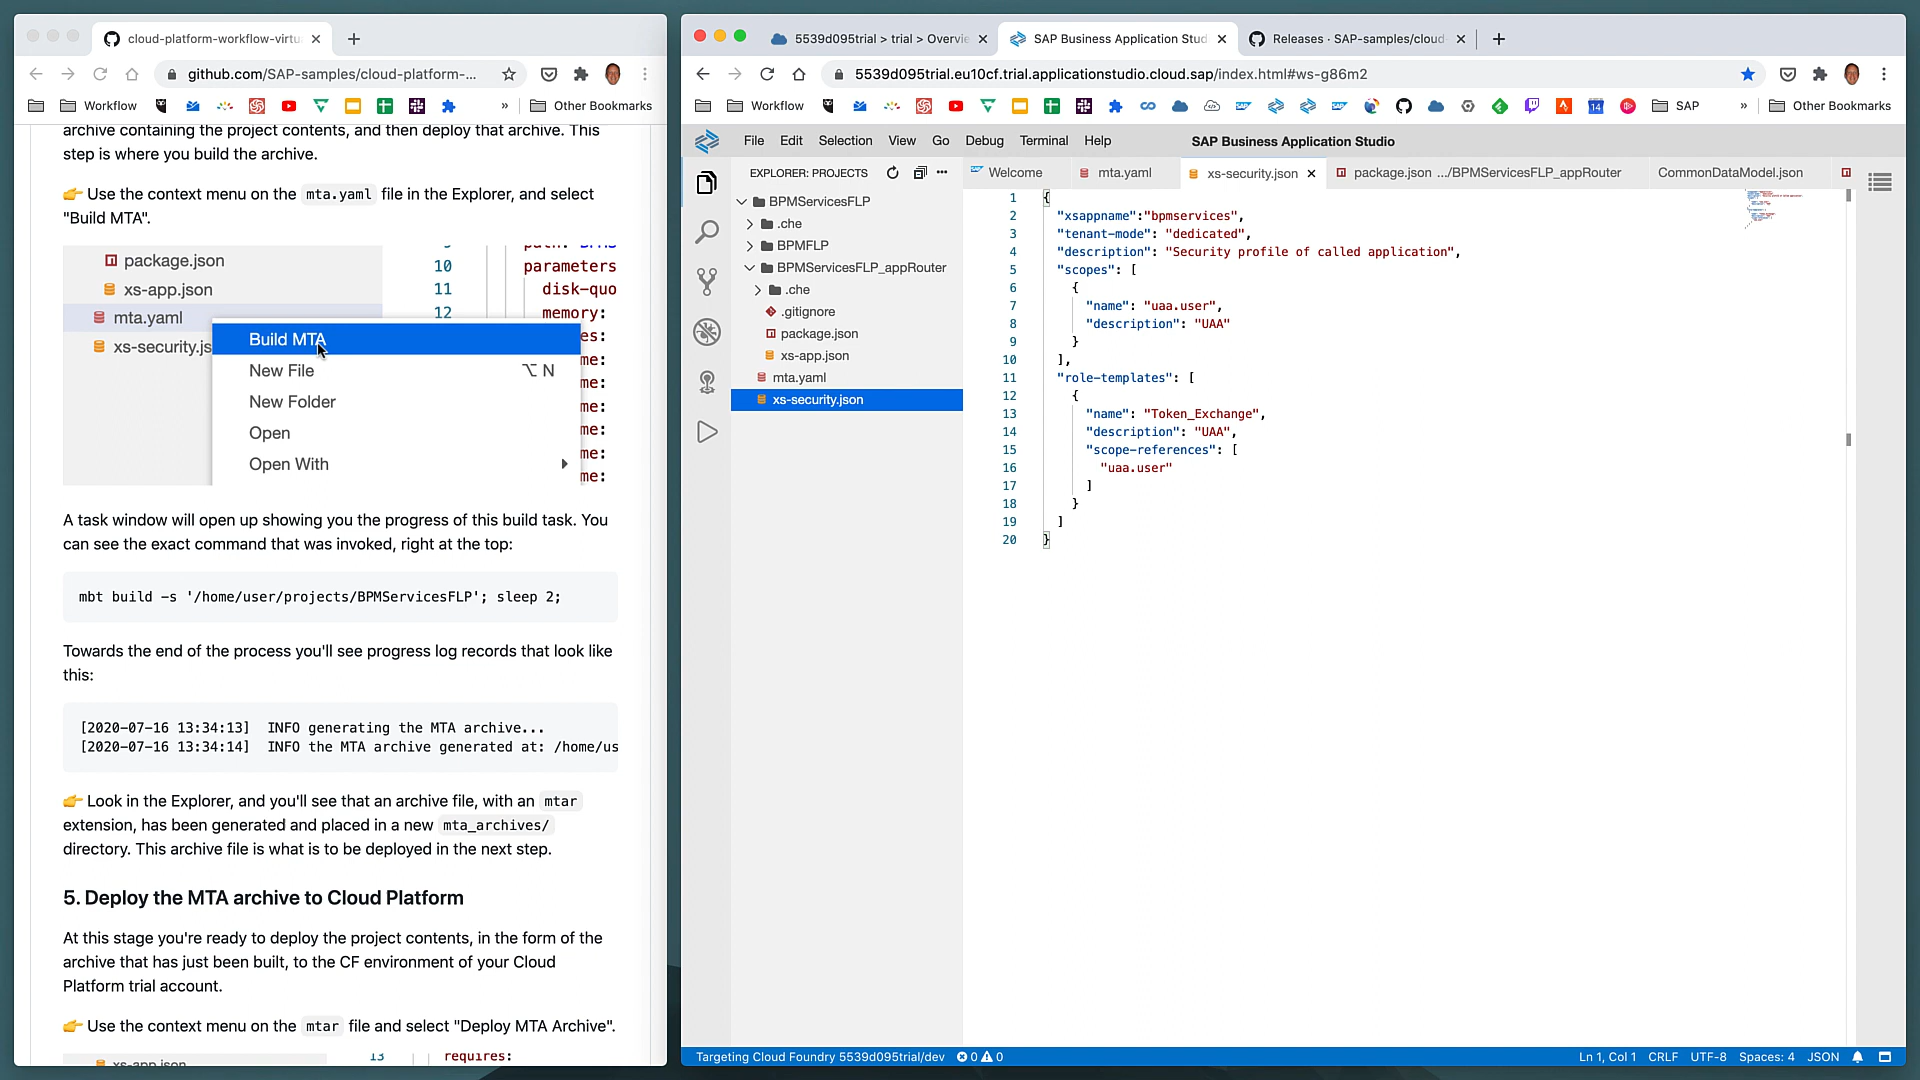 cloud-platform-workflow-virtu
github.com/SAP-samples/cloud-platform-...
Workflow
»
Other Bookmarks
archive containing the project contents, and then deploy that archive. This
step is where you build the archive.
👉 Use the context menu on the mta.yaml file in the Explorer, and select
"Build MTA".
package.json
xs-app.json
mta.yaml
xs-security.js
10 parameters
11 disk-quo
12 memory:
Build MTA
New File ⌥ N
New Folder
Open
Open With
es:
me:
me:
me:
me:
me:
me:
A task window will open up showing you the progress of this build task. You
can see the exact command that was invoked, right at the top:
mbt build -s '/home/user/projects/BPMServicesFLP'; sleep 2;
Towards the end of the process you'll see progress log records that look like
this:
[2020-07-16 13:34:13] INFO generating the MTA archive...
[2020-07-16 13:34:14] INFO the MTA archive generated at: /home/us
👉 Look in the Explorer, and you'll see that an archive file, with an mtar
extension, has been generated and placed in a new mta_archives/
directory. This archive file is what is to be deployed in the next step.
5. Deploy the MTA archive to Cloud Platform
At this stage you're ready to deploy the project contents, in the form of the
archive that has just been built, to the CF environment of your Cloud
Platform trial account.
👉 Use the context menu on the mtar file and select "Deploy MTA Archive".
xs-app.json
13 requires:
5539d095trial > trial > Overvie
SAP Business Application Stud
Releases · SAP-samples/cloud-
5539d095trial.eu10cf.trial.applicationstudio.cloud.sap/index.html#ws-g86m2
Workflow
14
SAP
»
Other Bookmarks
File Edit Selection View Go Debug Terminal Help
SAP Business Application Studio
EXPLORER: PROJECTS
BPMServicesFLP
.che
BPMFLP
BPMServicesFLP_appRouter
.che
.gitignore
package.json
xs-app.json
mta.yaml
xs-security.json
Welcome
mta.yaml
xs-security.json
package.json .../BPMServicesFLP_appRouter
CommonDataModel.json
1 {
2 "xsappname":"bpmservices",
3 "tenant-mode": "dedicated",
4 "description": "Security profile of called application",
5 "scopes": [
6 {
7 "name": "uaa.user",
8 "description": "UAA"
9 }
10 ],
11 "role-templates": [
12 {
13 "name": "Token_Exchange",
14 "description": "UAA",
15 "scope-references": [
16 "uaa.user"
17 ]
18 }
19 ]
20 }
Targeting Cloud Foundry 5539d095trial/dev 0 0
Ln 1, Col 1 CRLF UTF-8 Spaces: 4 JSON